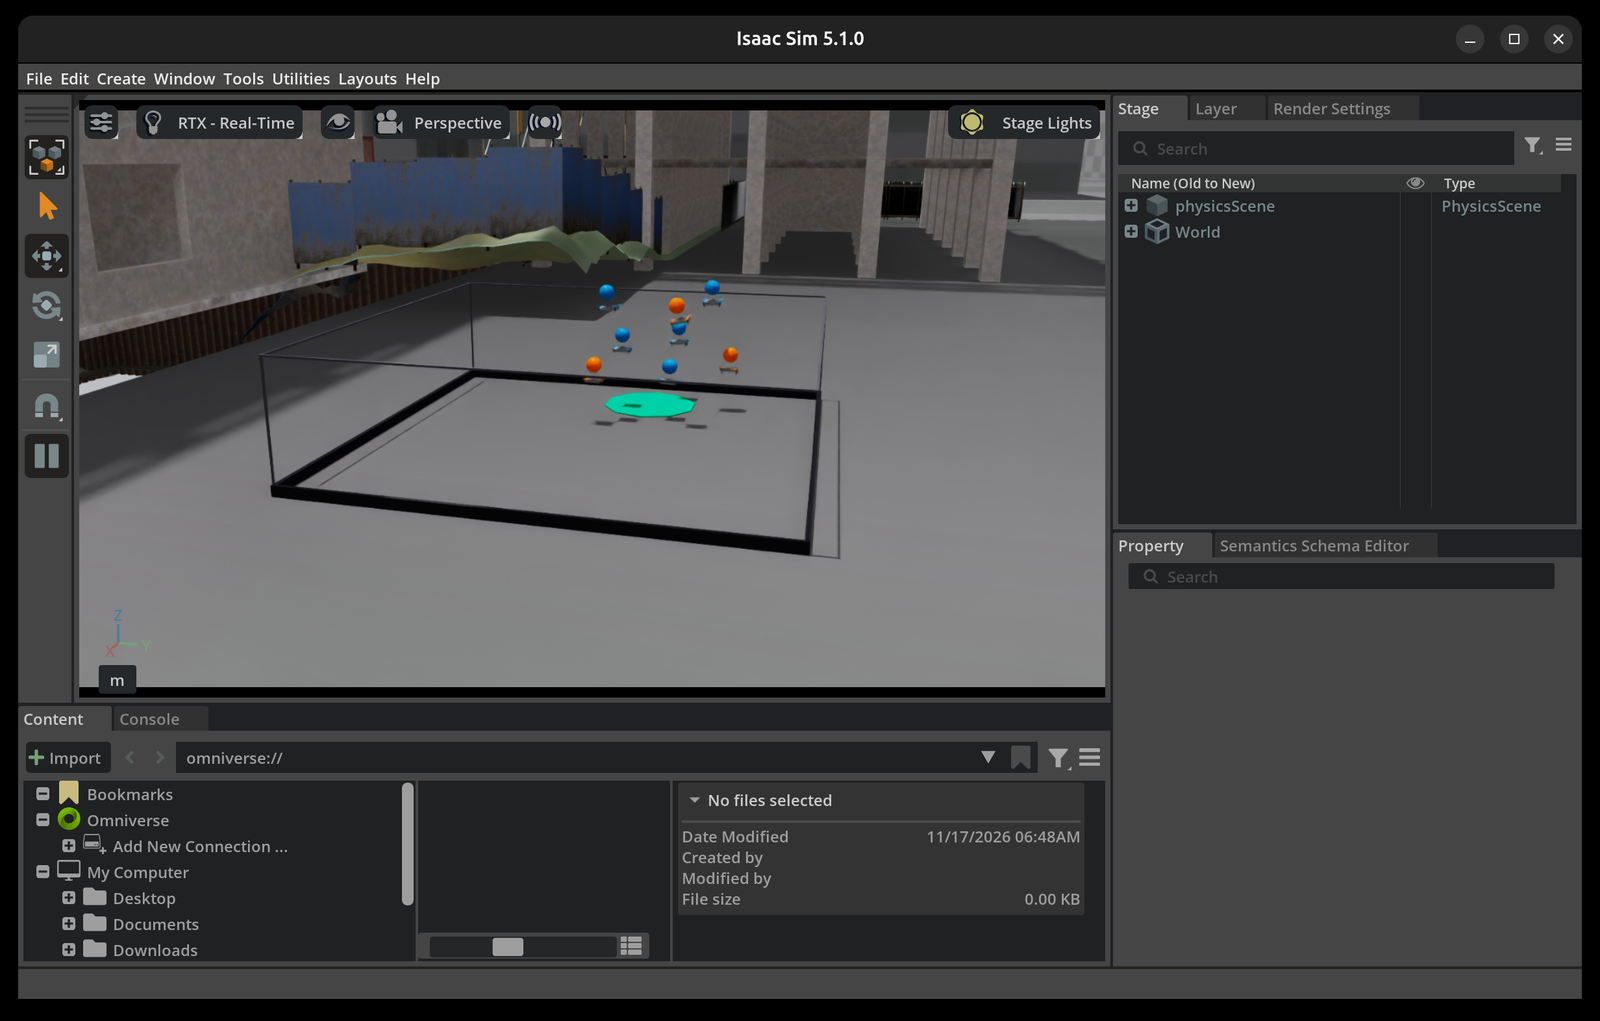 Isaac Sim 5.1.0
File Edit Create Window Tools Utilities Layouts Help
RTX - Real-Time
Perspective
Stage Lights
Z
X
Y
m
Stage
Layer
Render Settings
Search
Name (Old to New)
Type
physicsScene
PhysicsScene
World
Property
Semantics Schema Editor
Search
Content
Console
Import
omniverse://
Bookmarks
Omniverse
Add New Connection ...
My Computer
Desktop
Documents
Downloads
No files selected
Date Modified 11/17/2026 06:48AM
Created by
Modified by
File size 0.00 KB